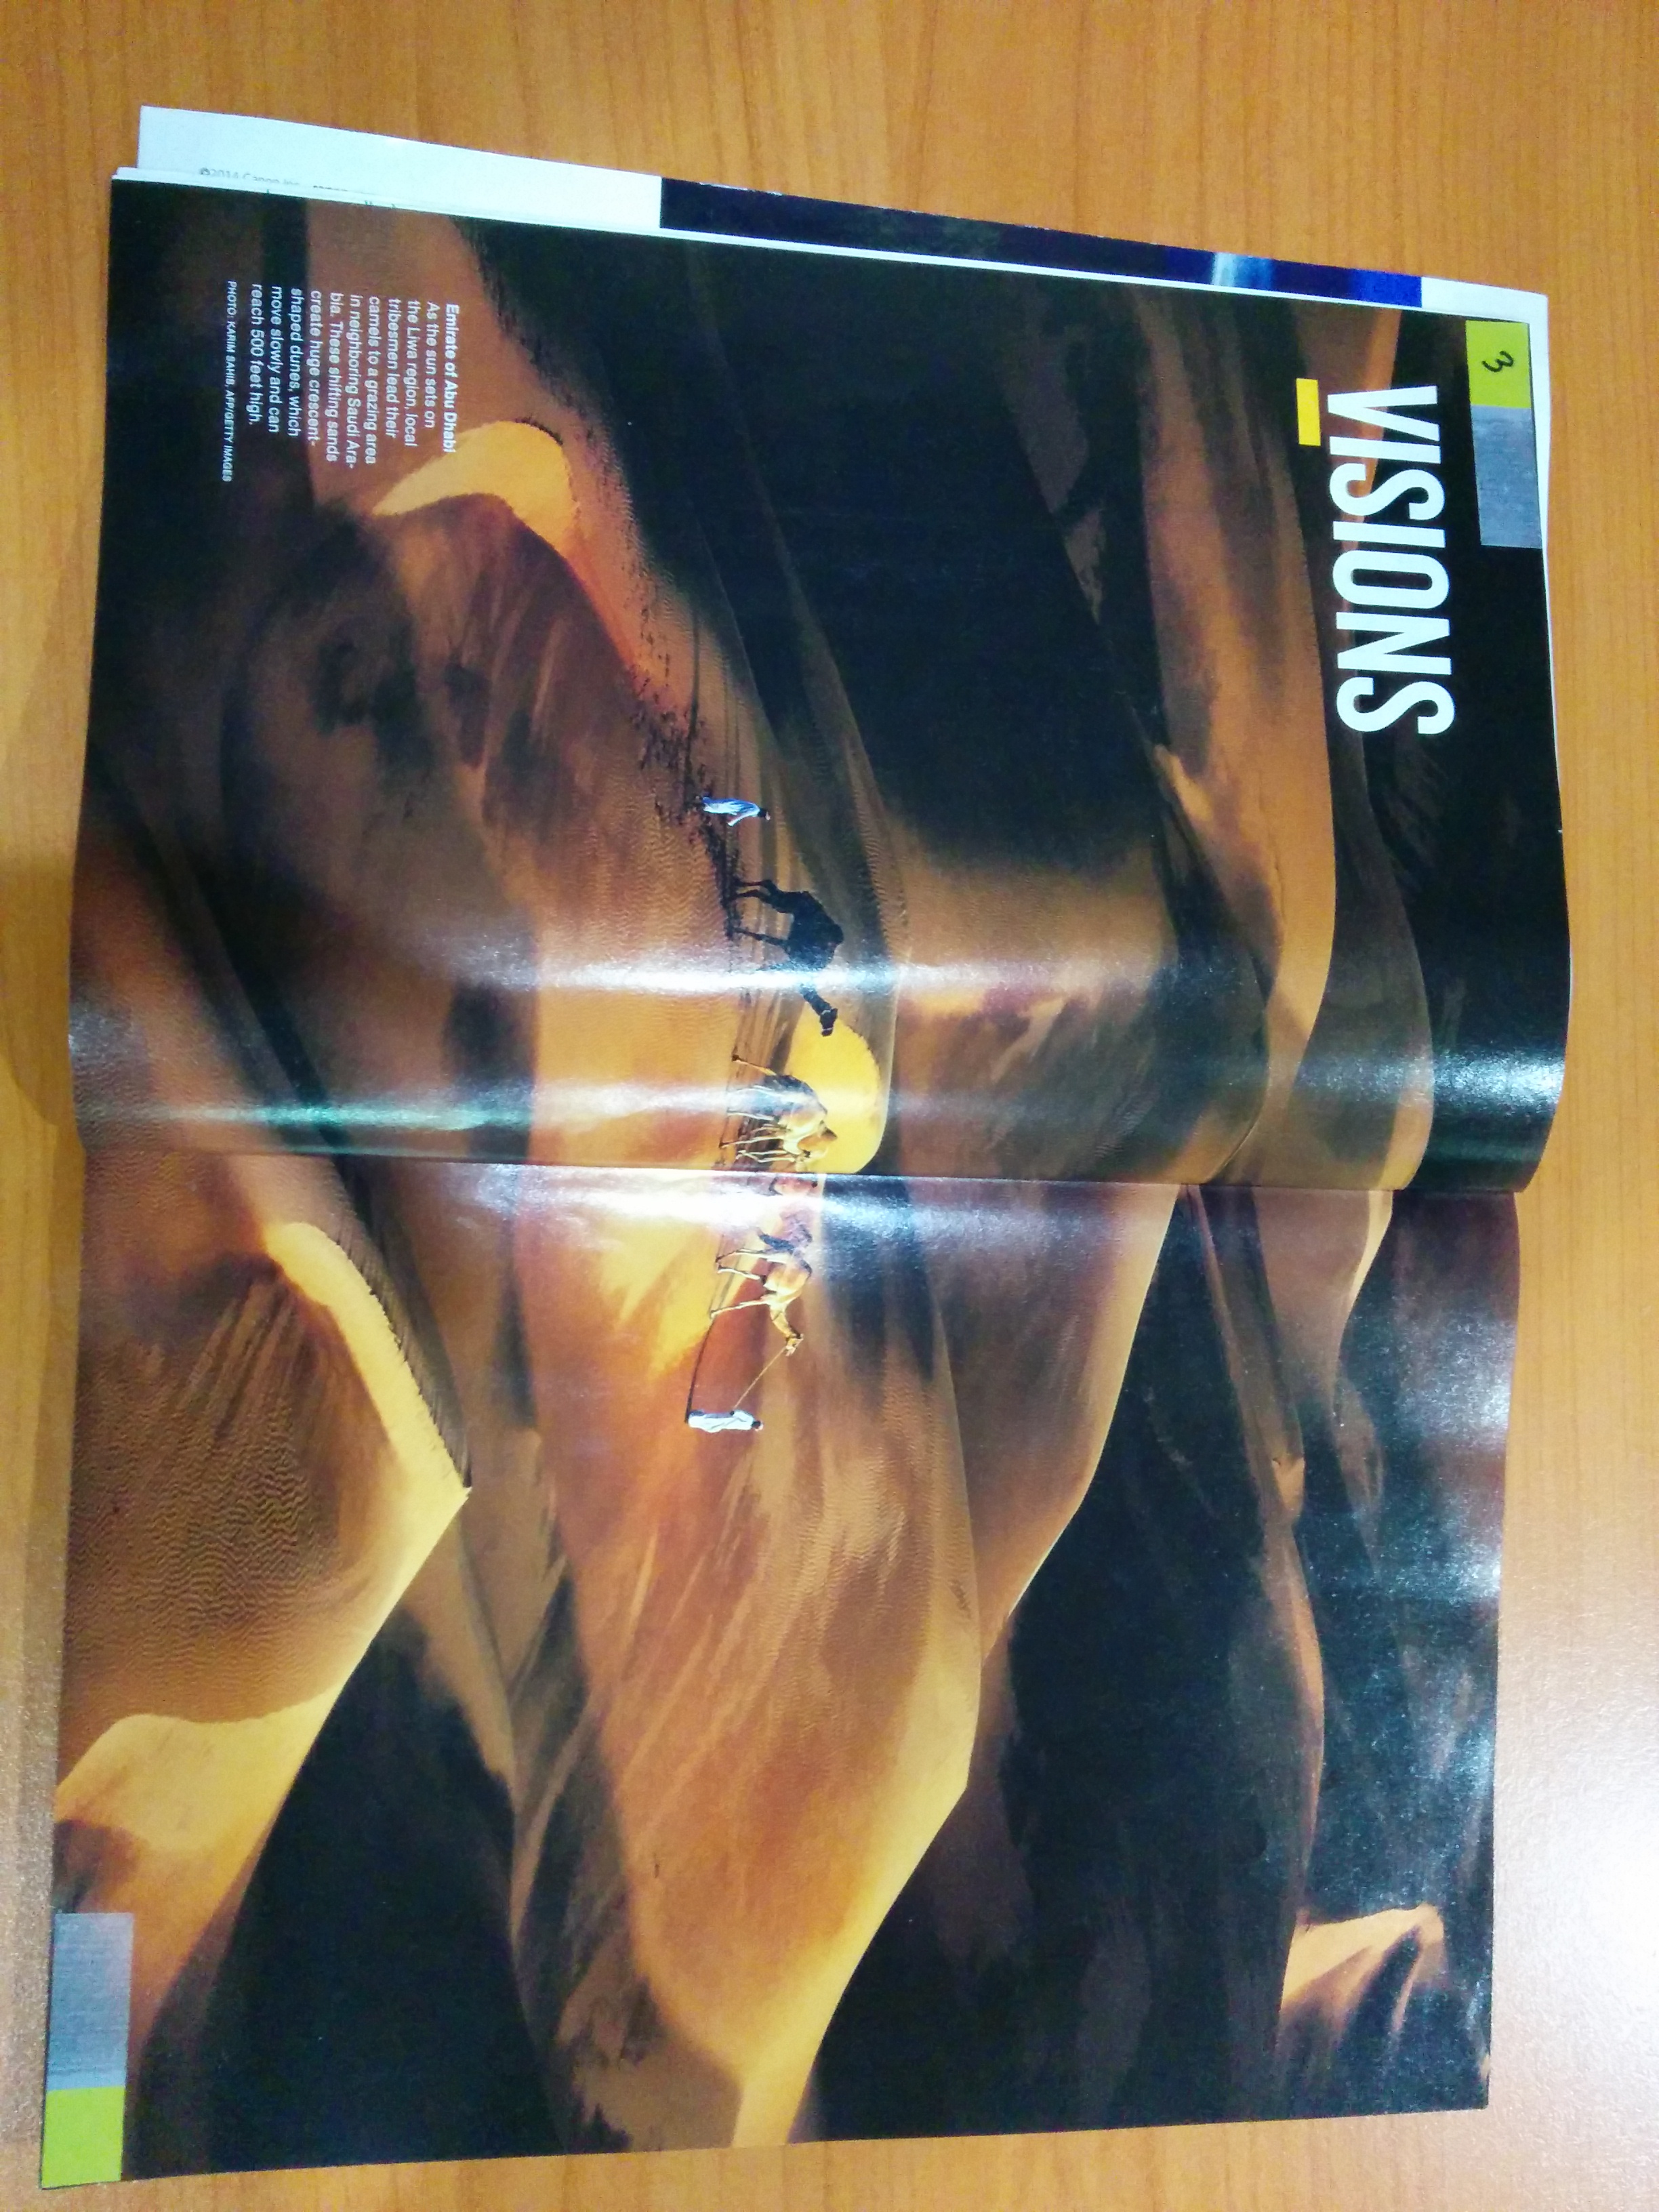 3
VISIONS
Emirate of Abu Dhabi
As the sun sets on
the Liwa region, local
tribesmen lead their
camels to a grazing area
in neighboring Saudi Ara-
bia. These shifting sands
create huge crescent-
shaped dunes, which
move slowly and can
reach 500 feet high.
PHOTO: KARIM SAHIB, AFP/GETTY IMAGES
©2014 Canon Inc.